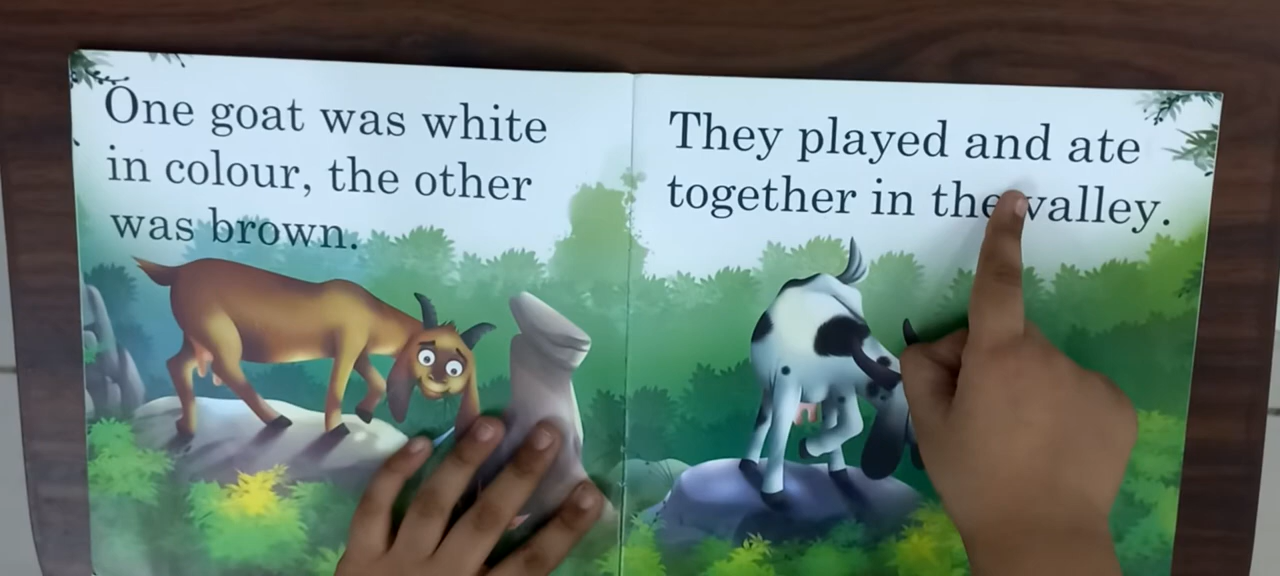 One goat was white
in colour, the other
was brown.
They played and ate
together in the valley.